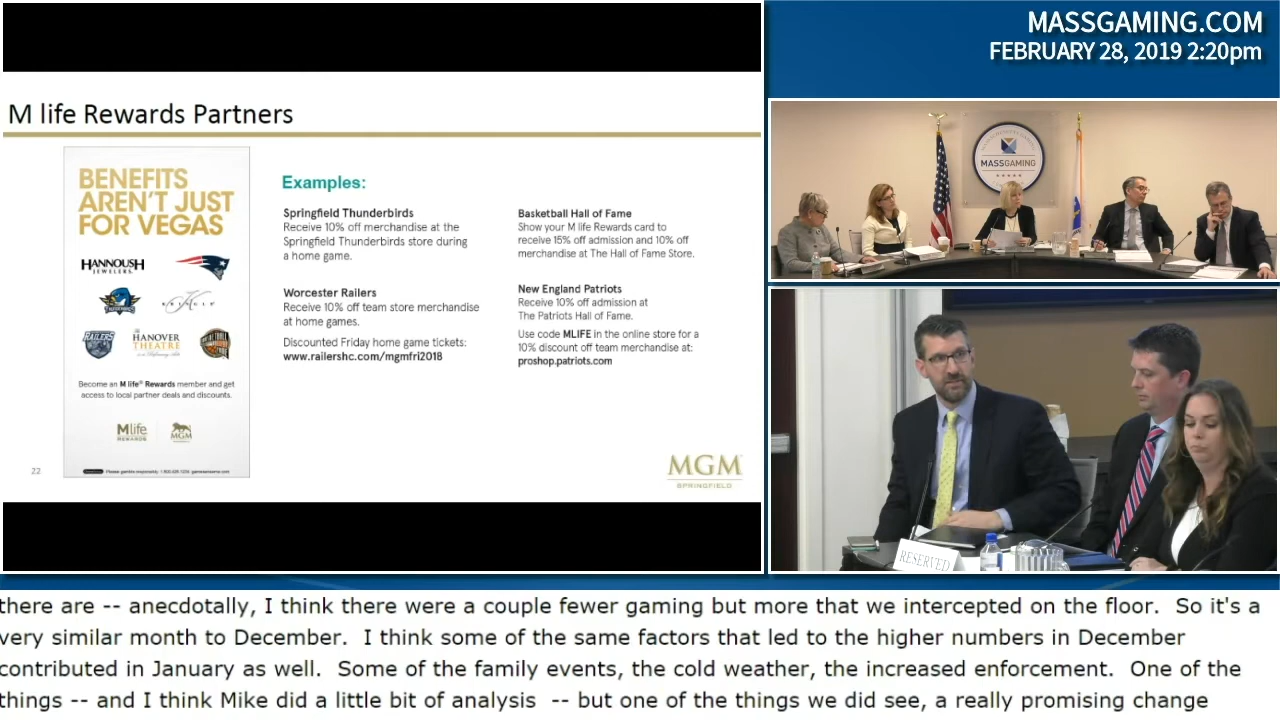 MASSGAMING.COM
FEBRUARY 28, 2019 2:20pm
M life Rewards Partners
BENEFITS
AREN'T JUST
FOR VEGAS
HANNOUSH
JEWELERS
THUNDERBIRDS
RAILERS
THE
HANOVER
THEATRE
Become an M life® Rewards member and get
access to local partner deals and discounts.
Mlife
REWARDS
MGM
Examples:
Springfield Thunderbirds
Receive 10% off merchandise at the
Springfield Thunderbirds store during
a home game.
Worcester Railers
Receive 10% off team store merchandise
at home games.
Discounted Friday home game tickets:
www.railershc.com/mgmfri2018
Basketball Hall of Fame
Show your M life Rewards card to
receive 15% off admission and 10% off
merchandise at The Hall of Fame Store.
New England Patriots
Receive 10% off admission at
The Patriots Hall of Fame.
Use code MLIFE in the online store for a
10% discount off team merchandise at:
proshop.patriots.com
22
MGM
SPRINGFIELD
MASSGAMING
RESERVED
there are -- anecdotally, I think there were a couple fewer gaming but more that we intercepted on the floor.  So it's a
very similar month to December.  I think some of the same factors that led to the higher numbers in December
contributed in January as well.  Some of the family events, the cold weather, the increased enforcement.  One of the
things -- and I think Mike did a little bit of analysis  -- but one of the things we did see, a really promising change